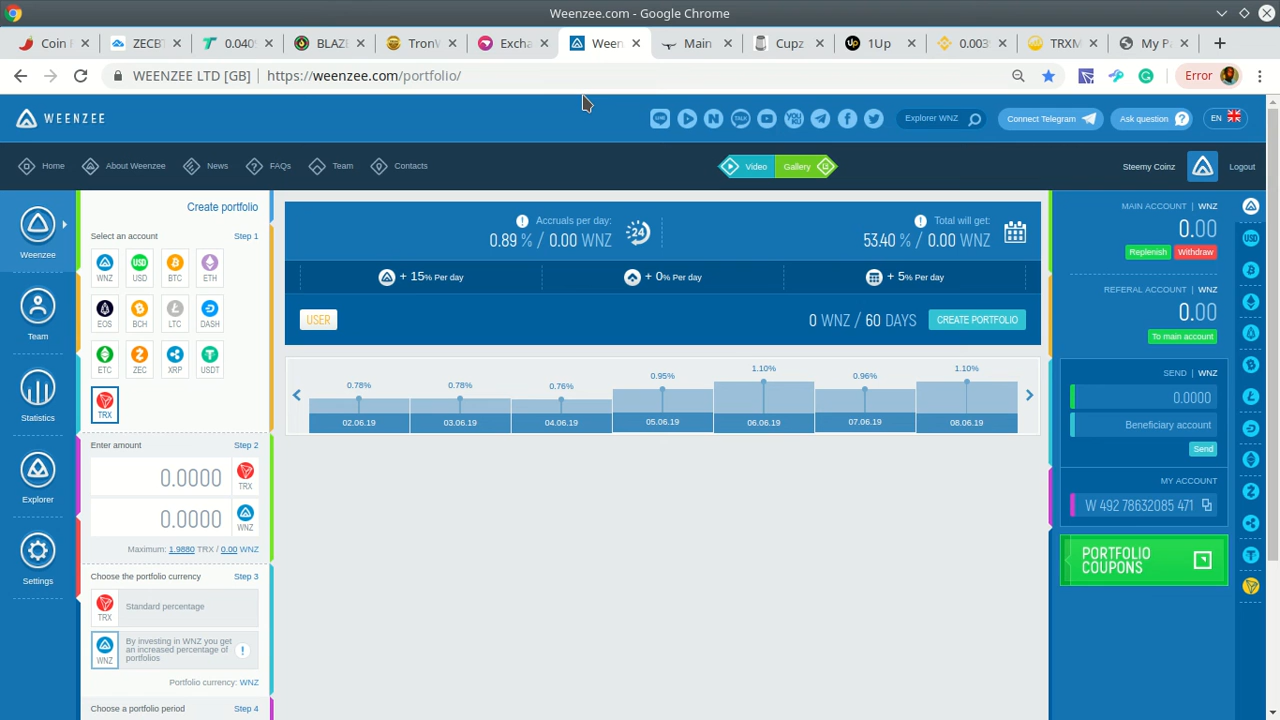 Weenzee.com - Google Chrome
Coin F
ZECBT
0.040
BLAZE
TronW
Excha
Ween
Main
Cupz
1Up
0.003
TRXM
My P
WEENZEE LTD [GB]
https://weenzee.com/portfolio/
Error
WEENZEE
Explorer WNZ
Connect Telegram
Ask question
EN
Home
About Weenzee
News
FAQs
Team
Contacts
Video
Gallery
Steemy Coinz
Logout
Weenzee
Team
Statistics
Explorer
Settings
Create portfolio
Select an account Step 1
WNZ USD BTC ETH
EOS BCH LTC DASH
ETC ZEC XRP USDT
TRX
Enter amount Step 2
0.0000 TRX
0.0000 WNZ
Maximum: 1.9880 TRX / 0.00 WNZ
Choose the portfolio currency Step 3
TRX Standard percentage
By investing in WNZ you get
an increased percentage of
portfolios
WNZ
Portfolio currency: WNZ
Choose a portfolio period Step 4
Accruals per day:
0.89 % / 0.00 WNZ
24
Total will get:
53.40 % / 0.00 WNZ
+ 15% Per day
+ 0% Per day
+ 5% Per day
USER
0 WNZ / 60 DAYS
CREATE PORTFOLIO
0.78% 0.78% 0.76% 0.95% 1.10% 0.96% 1.10%
02.06.19 03.06.19 04.06.19 05.06.19 06.06.19 07.06.19 08.06.19
MAIN ACCOUNT | WNZ
0.00
Replenish Withdraw
REFERAL ACCOUNT | WNZ
0.00
To main account
SEND | WNZ
0.0000
Beneficiary account
Send
MY ACCOUNT
W 492 78632085 471
PORTFOLIO
COUPONS